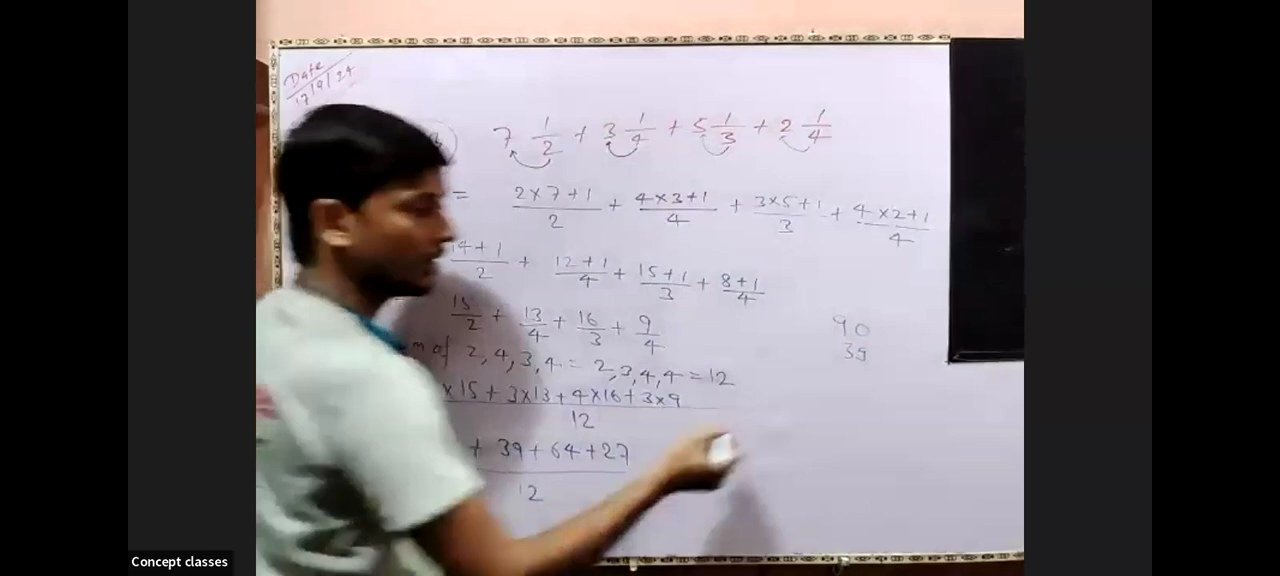 Date
17/9/24
7 1/2 + 3 1/4 + 5 1/3 + 2 1/4
= (2×7+1)/2 + (4×3+1)/4 + (3×5+1)/3 + (4×2+1)/4
(14+1)/2 + (12+1)/4 + (15+1)/3 + (8+1)/4
15/2 + 13/4 + 16/3 + 9/4
m of 2, 4, 3, 4 = 2, 3, 4, 4 = 12
×15 + 3×13 + 4×16 + 3×9
12
+ 39 + 64 + 27
12
90
39
Concept classes